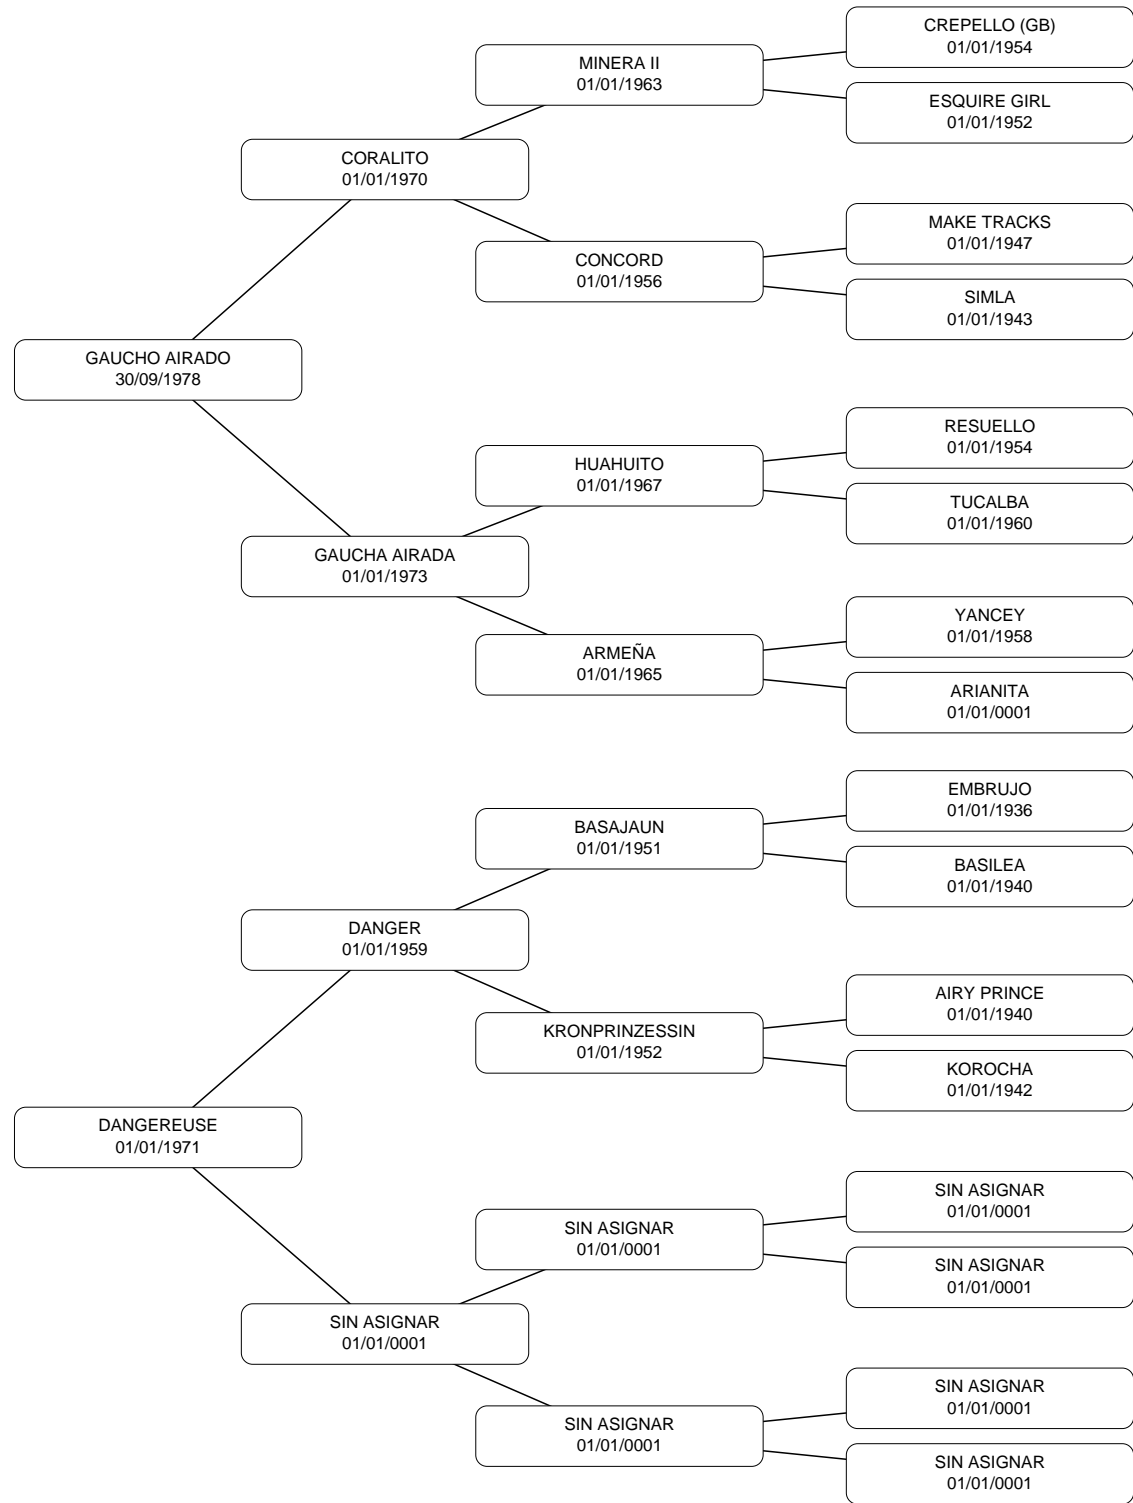 CREPELLO (GB)
01/01/1954
MINERA II
01/01/1963
ESQUIRE GIRL
01/01/1952
CORALITO
01/01/1970
MAKE TRACKS
01/01/1947
CONCORD
01/01/1956
SIMLA
01/01/1943
GAUCHO AIRADO
30/09/1978
RESUELLO
01/01/1954
HUAHUITO
01/01/1967
TUCALBA
01/01/1960
GAUCHA AIRADA
01/01/1973
YANCEY
01/01/1958
ARMEÑA
01/01/1965
ARIANITA
01/01/0001
EMBRUJO
01/01/1936
BASAJAUN
01/01/1951
BASILEA
01/01/1940
DANGER
01/01/1959
AIRY PRINCE
01/01/1940
KRONPRINZESSIN
01/01/1952
KOROCHA
01/01/1942
DANGEREUSE
01/01/1971
SIN ASIGNAR
01/01/0001
SIN ASIGNAR
01/01/0001
SIN ASIGNAR
01/01/0001
SIN ASIGNAR
01/01/0001
SIN ASIGNAR
01/01/0001
SIN ASIGNAR
01/01/0001
SIN ASIGNAR
01/01/0001